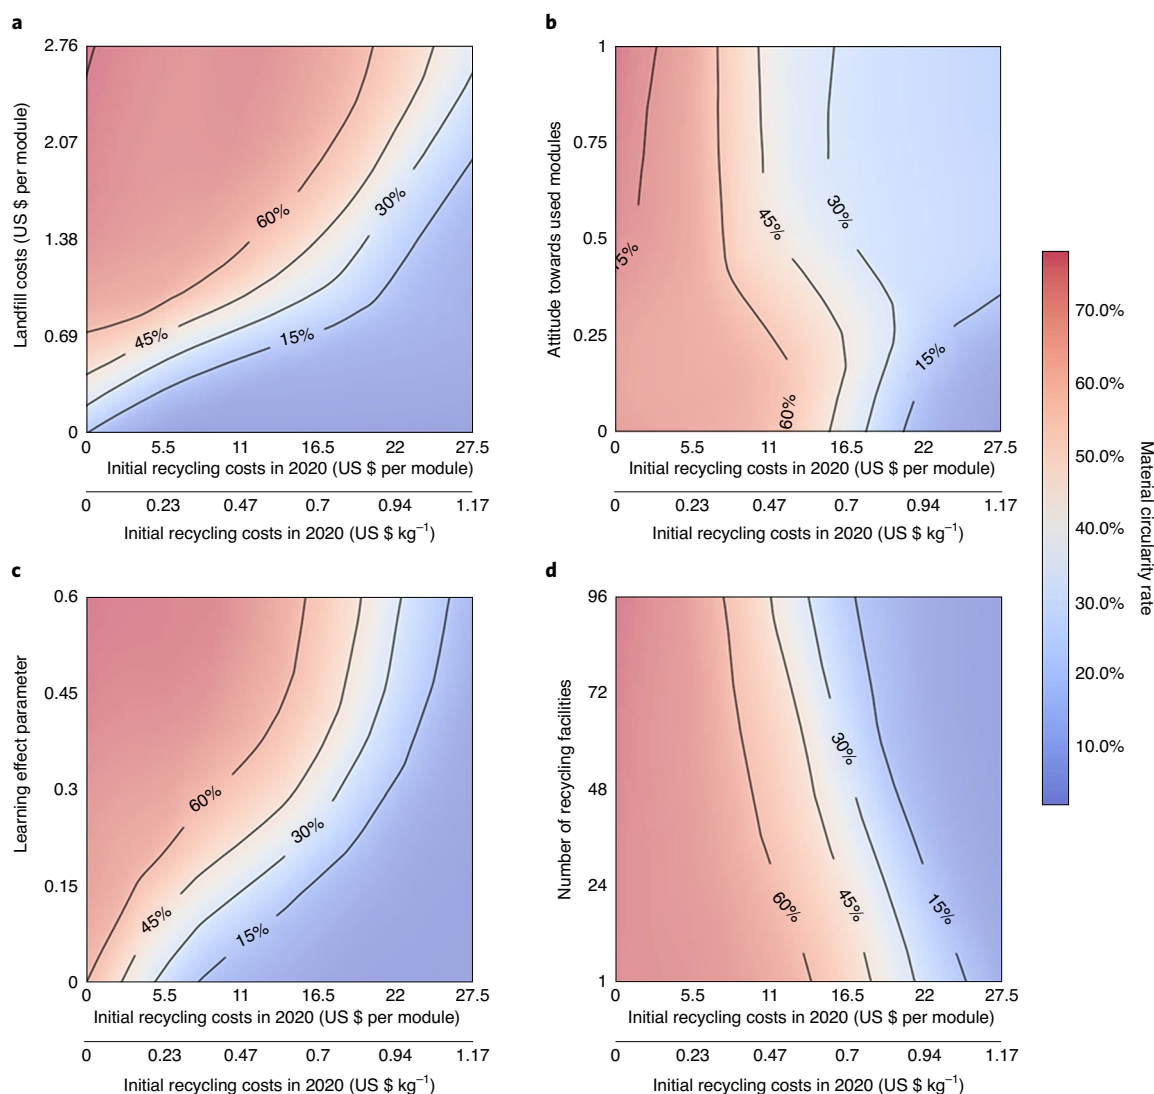 a
2.76
2.07
1.38
0.69
0
Landfill costs (US $ per module)
60%
45%
30%
15%
0 5.5 11 16.5 22 27.5
Initial recycling costs in 2020 (US $ per module)
0 0.23 0.47 0.7 0.94 1.17
Initial recycling costs in 2020 (US $ kg⁻¹)
b
1
0.75
0.5
0.25
0
Attitude towards used modules
5%
45%
30%
15%
60%
0 5.5 11 16.5 22 27.5
Initial recycling costs in 2020 (US $ per module)
0 0.23 0.47 0.7 0.94 1.17
Initial recycling costs in 2020 (US $ kg⁻¹)
c
0.6
0.45
0.3
0.15
0
Learning effect parameter
60%
45%
30%
15%
0 5.5 11 16.5 22 27.5
Initial recycling costs in 2020 (US $ per module)
0 0.23 0.47 0.7 0.94 1.17
Initial recycling costs in 2020 (US $ kg⁻¹)
d
96
72
48
24
1
Number of recycling facilities
30%
60%
45%
15%
0 5.5 11 16.5 22 27.5
Initial recycling costs in 2020 (US $ per module)
0 0.23 0.47 0.7 0.94 1.17
Initial recycling costs in 2020 (US $ kg⁻¹)
70.0%
60.0%
50.0%
40.0%
30.0%
20.0%
10.0%
Material circularity rate